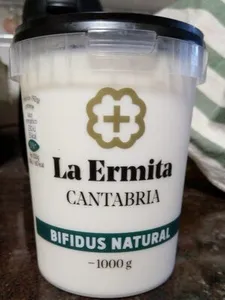 La Ermita
CANTABRIA
BIFIDUS NATURAL
~1000 g